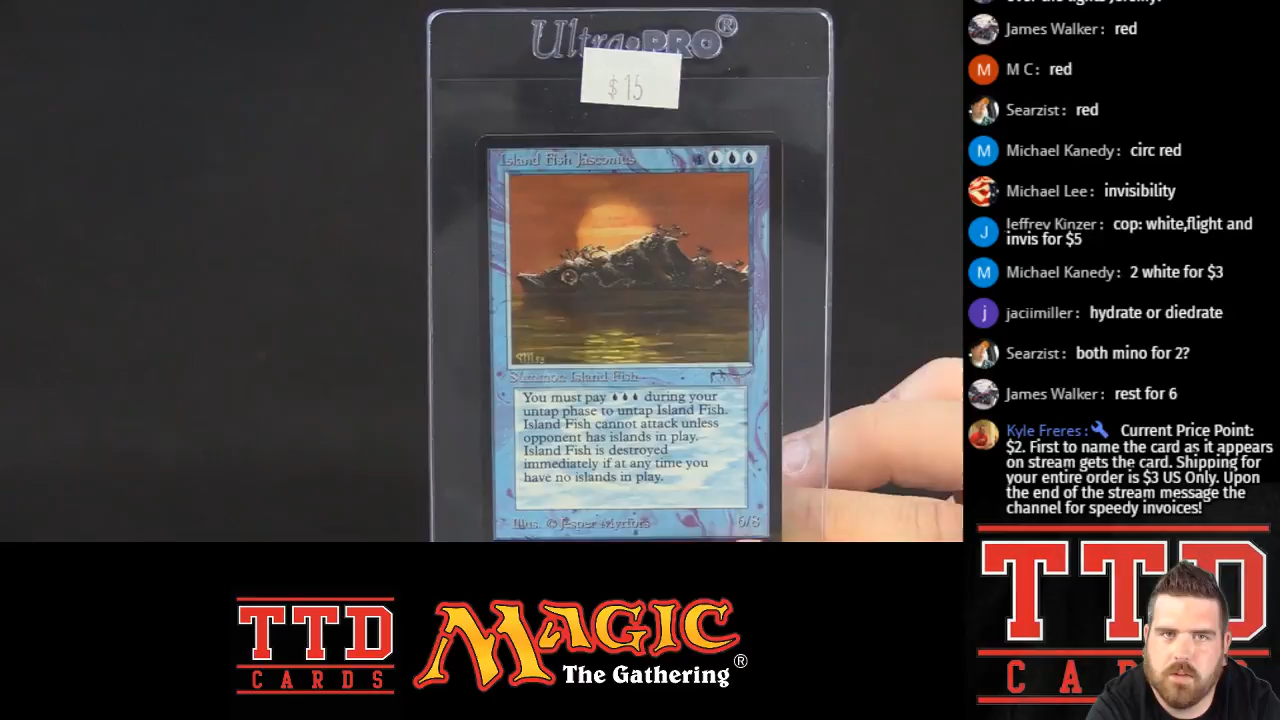 Ultra•PRO®
$15
Island Fish Jasconius 4
You must pay during your
untap phase to untap Island Fish.
Island Fish cannot attack unless
opponent has islands in play.
Island Fish is destroyed
immediately if at any time you
have no islands in play.
Summon Island Fish
Illus. © Jesper Myrfors 6/8
James Walker: red
M M C: red
Searzist: red
M Michael Kanedy: circ red
Michael Lee: invisibility
J Jeffrey Kinzer: cop: white,flight and
invis for $5
M Michael Kanedy: 2 white for $3
j jaciimiller: hydrate or diedrate
Searzist: both mino for 2?
James Walker: rest for 6
Kyle Freres: Current Price Point:
$2. First to name the card as it appears
on stream gets the card. Shipping for
your entire order is $3 US Only. Upon
the end of the stream message the
channel for speedy invoices!
TTD
CARDS
MAGIC
The Gathering®
TTD